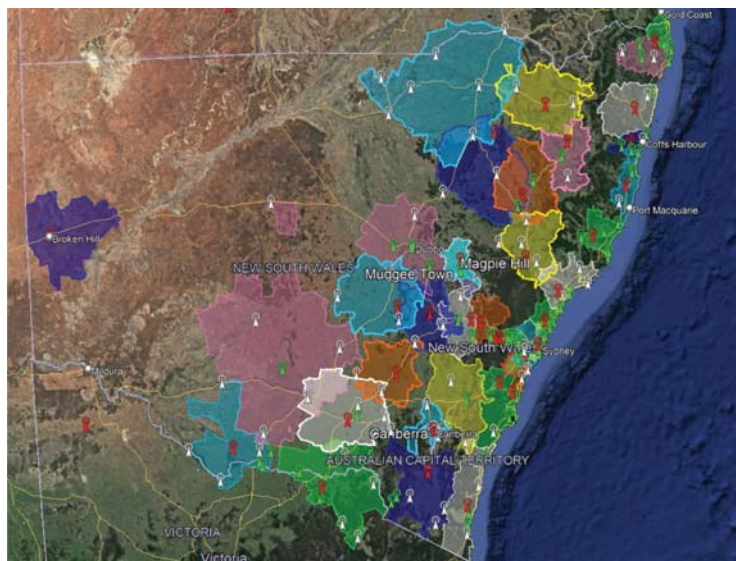 Gold Coast
Coffs Harbour
Port Macquarie
Broken Hill
Dubbo
NEW SOUTH WALES
Mudgee Town
Magpie Hill
New South Wales
Sydney
Mildura
Canberra
Canberra
AUSTRALIAN CAPITAL TERRITORY
VICTORIA
Victoria